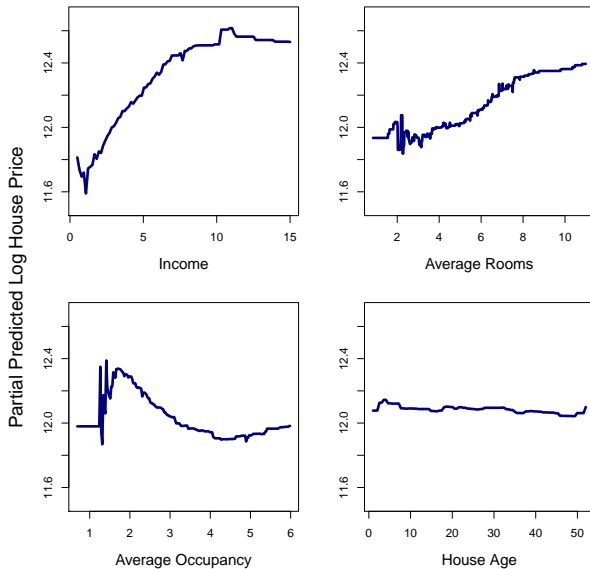 Partial Predicted Log House Price
11.6 12.0 12.4
0 5 10 15
Income
11.6 12.0 12.4
2 4 6 8 10
Average Rooms
11.6 12.0 12.4
1 2 3 4 5 6
Average Occupancy
11.6 12.0 12.4
0 10 20 30 40 50
House Age